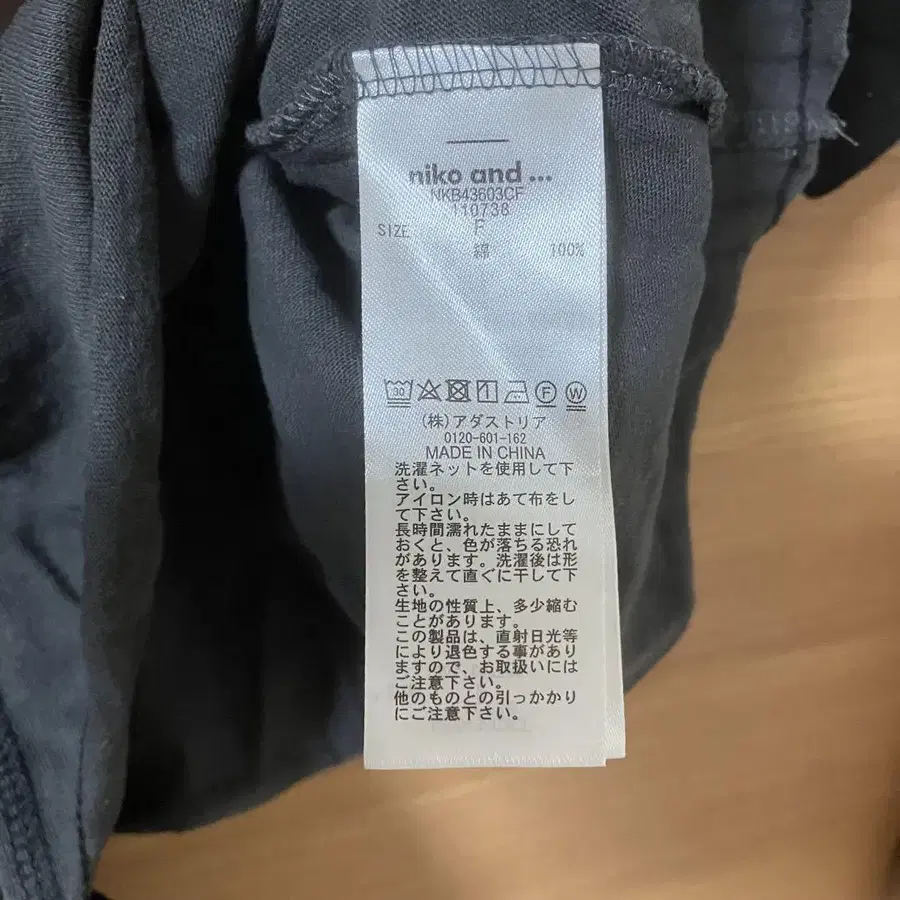 niko and ...
NKB43603CF
110738
SIZE F
綿 100%
30
F W
(株)アダストリア
0120-601-162
MADE IN CHINA
洗濯ネットを使用して下
さい。
アイロン時はあて布をし
て下さい。
長時間濡れたままにして
おくと、色が落ちる恐れ
があります。洗濯後は形
を整えて直ぐに干して下
さい。
生地の性質上、多少縮む
ことがあります。
この製品は、直射日光等
により退色する事があり
ますので、お取扱いには
ご注意下さい。
他のものとの引っかかり
にご注意下さい。